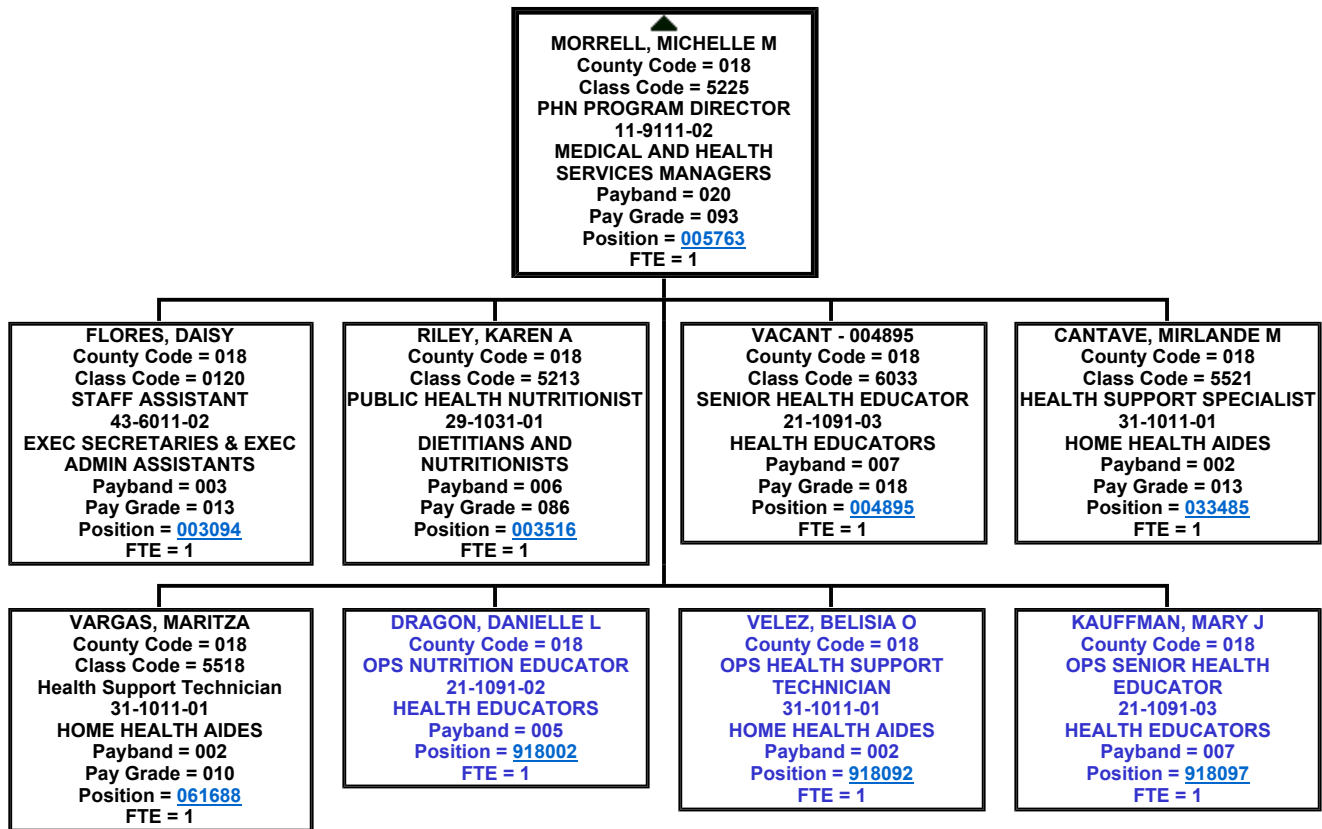 MORRELL, MICHELLE M
County Code = 018
Class Code = 5225
PHN PROGRAM DIRECTOR
11-9111-02
MEDICAL AND HEALTH
SERVICES MANAGERS
Payband = 020
Pay Grade = 093
Position = 005763
FTE = 1
FLORES, DAISY
County Code = 018
Class Code = 0120
STAFF ASSISTANT
43-6011-02
EXEC SECRETARIES & EXEC
ADMIN ASSISTANTS
Payband = 003
Pay Grade = 013
Position = 003094
FTE = 1
RILEY, KAREN A
County Code = 018
Class Code = 5213
PUBLIC HEALTH NUTRITIONIST
29-1031-01
DIETITIANS AND
NUTRITIONISTS
Payband = 006
Pay Grade = 086
Position = 003516
FTE = 1
VACANT - 004895
County Code = 018
Class Code = 6033
SENIOR HEALTH EDUCATOR
21-1091-03
HEALTH EDUCATORS
Payband = 007
Pay Grade = 018
Position = 004895
FTE = 1
CANTAVE, MIRLANDE M
County Code = 018
Class Code = 5521
HEALTH SUPPORT SPECIALIST
31-1011-01
HOME HEALTH AIDES
Payband = 002
Pay Grade = 013
Position = 033485
FTE = 1
VARGAS, MARITZA
County Code = 018
Class Code = 5518
Health Support Technician
31-1011-01
HOME HEALTH AIDES
Payband = 002
Pay Grade = 010
Position = 061688
FTE = 1
DRAGON, DANIELLE L
County Code = 018
OPS NUTRITION EDUCATOR
21-1091-02
HEALTH EDUCATORS
Payband = 005
Position = 918002
FTE = 1
VELEZ, BELISIA O
County Code = 018
OPS HEALTH SUPPORT
TECHNICIAN
31-1011-01
HOME HEALTH AIDES
Payband = 002
Position = 918092
FTE = 1
KAUFFMAN, MARY J
County Code = 018
OPS SENIOR HEALTH
EDUCATOR
21-1091-03
HEALTH EDUCATORS
Payband = 007
Position = 918097
FTE = 1